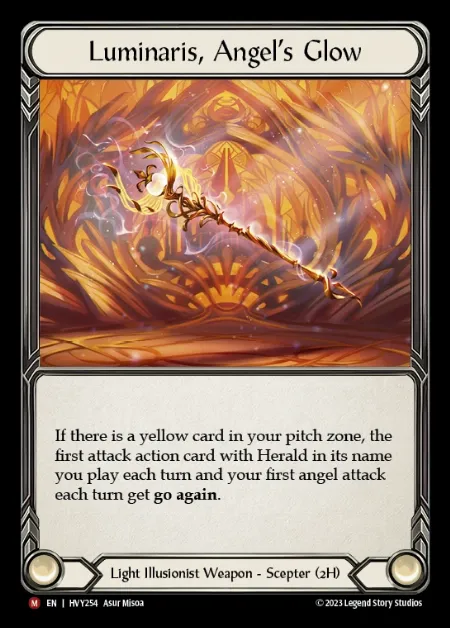 Luminaris, Angel's Glow
If there is a yellow card in your pitch zone, the
first attack action card with Herald in its name
you play each turn and your first angel attack
each turn get go again.
Light Illusionist Weapon - Scepter (2H)
M EN | HVY254 Asur Misoa © 2023 Legend Story Studios